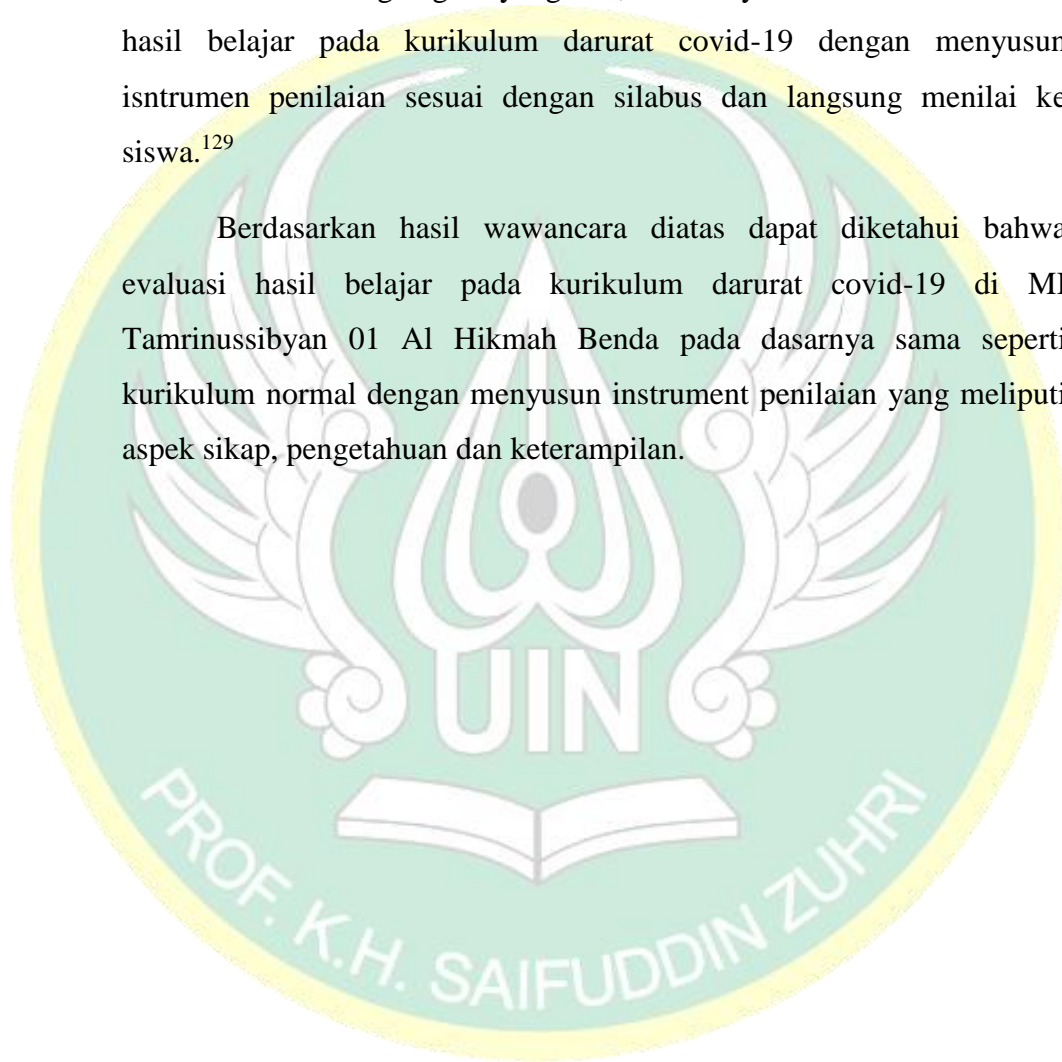 hasil belajar pada kurikulum darurat covid-19 dengan menyusun
isntrumen penilaian sesuai dengan silabus dan langsung menilai ke
siswa.129
Berdasarkan hasil wawancara diatas dapat diketahui bahwa
evaluasi hasil belajar pada kurikulum darurat covid-19 di MI
Tamrinussibyan 01 Al Hikmah Benda pada dasarnya sama seperti
kurikulum normal dengan menyusun instrument penilaian yang meliputi
aspek sikap, pengetahuan dan keterampilan.
UIN
PROF. K.H. SAIFUDDIN ZUHRI